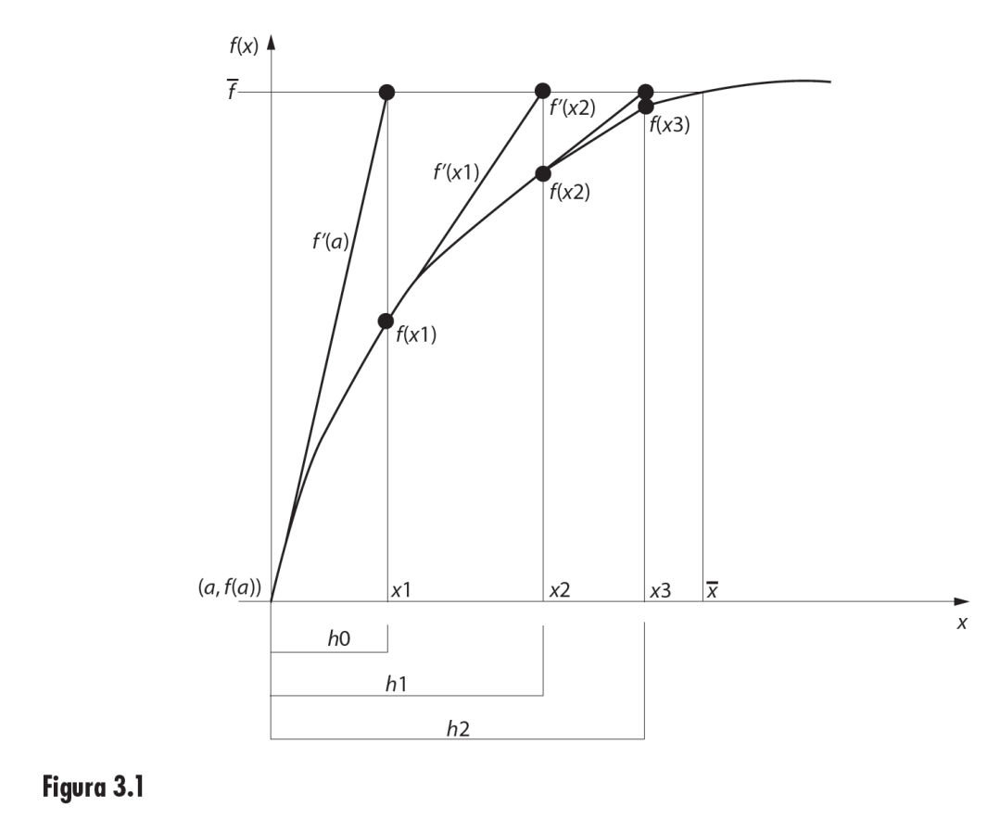 f(x)
f̅
f′(x2)
f(x3)
f′(x1)
f(x2)
f′(a)
f(x1)
(a, f(a))
x1
x2
x3
x̅
x
h0
h1
h2
Figura 3.1